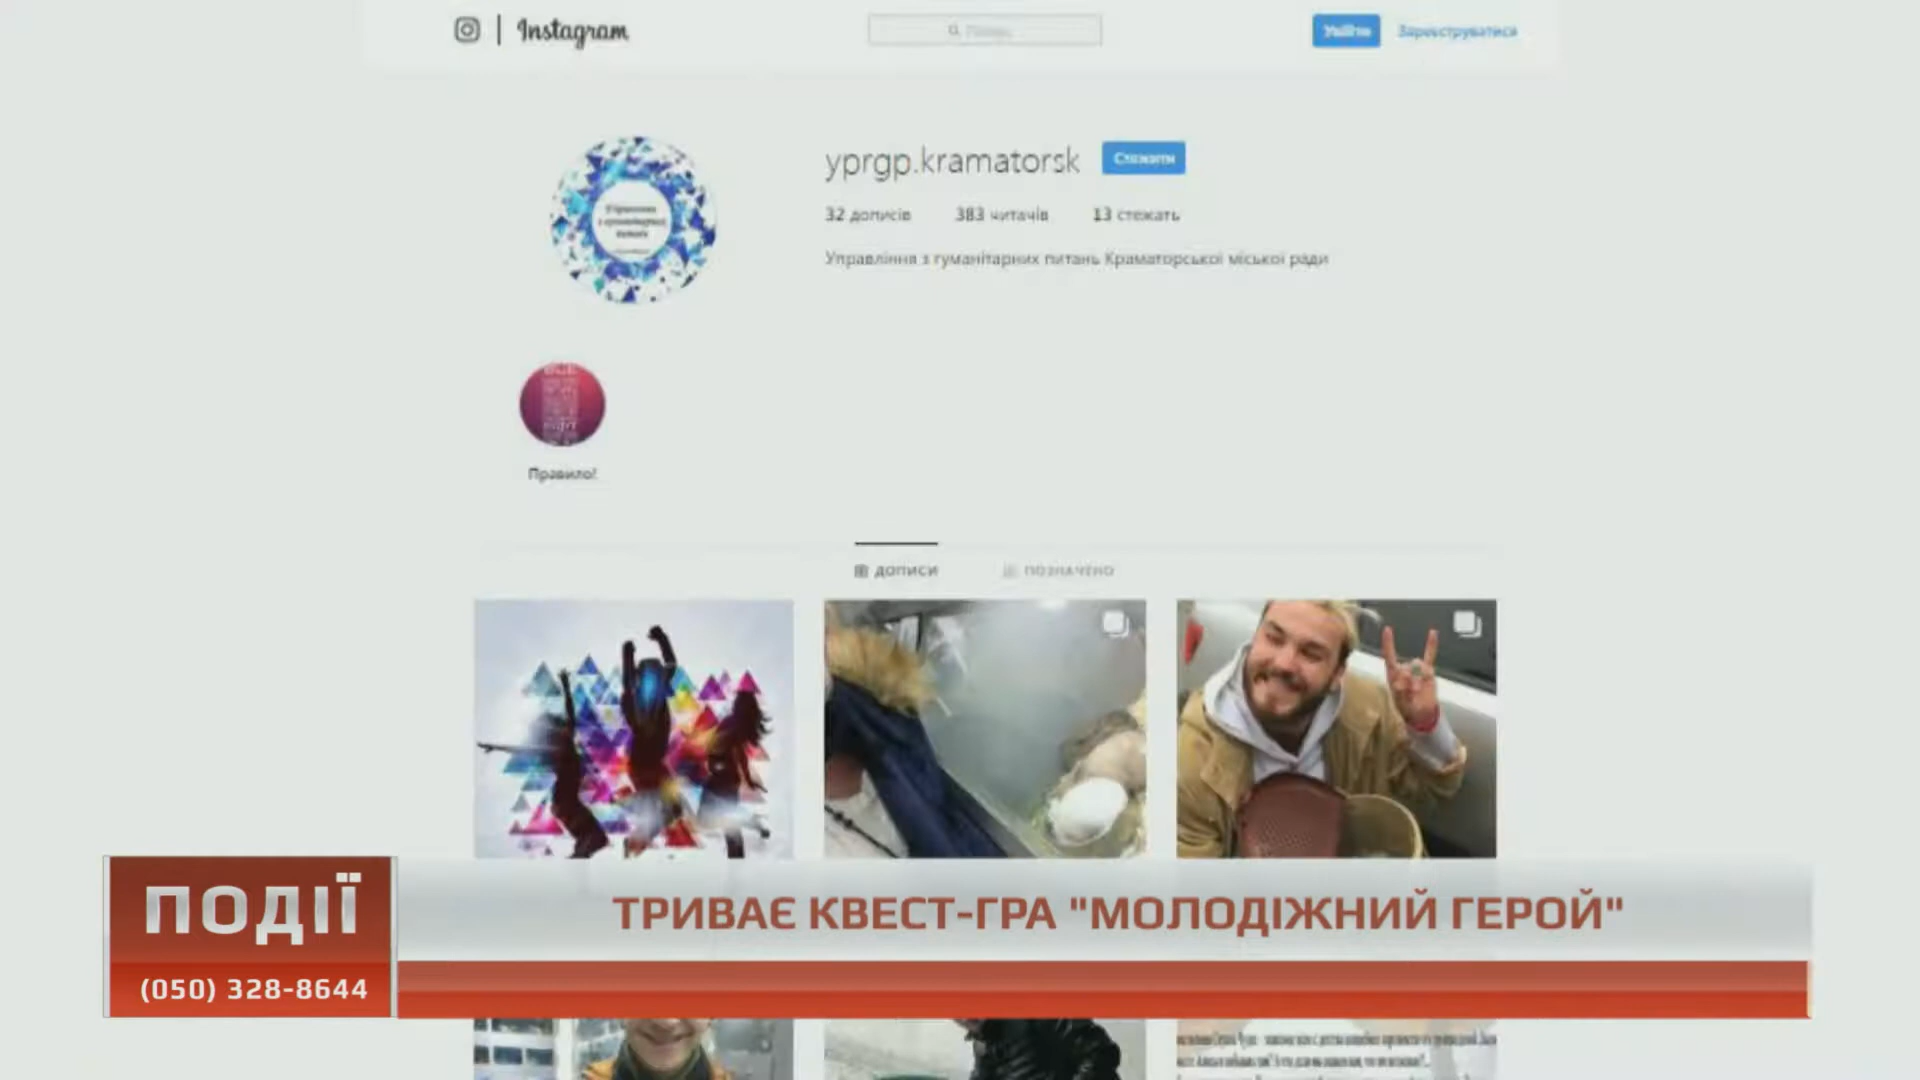 Instagram
Увійти
Зареєструватися
yprgp.kramatorsk
Стежити
32 дописів
383 читачів
13 стежать
Управління з гуманітарних питань Краматорської міської ради
Правило!
ДОПИСИ
ПОЗНАЧЕНО
ПОДІЇ
ТРИВАЄ КВЕСТ-ГРА "МОЛОДІЖНИЙ ГЕРОЙ"
(050) 328-8644